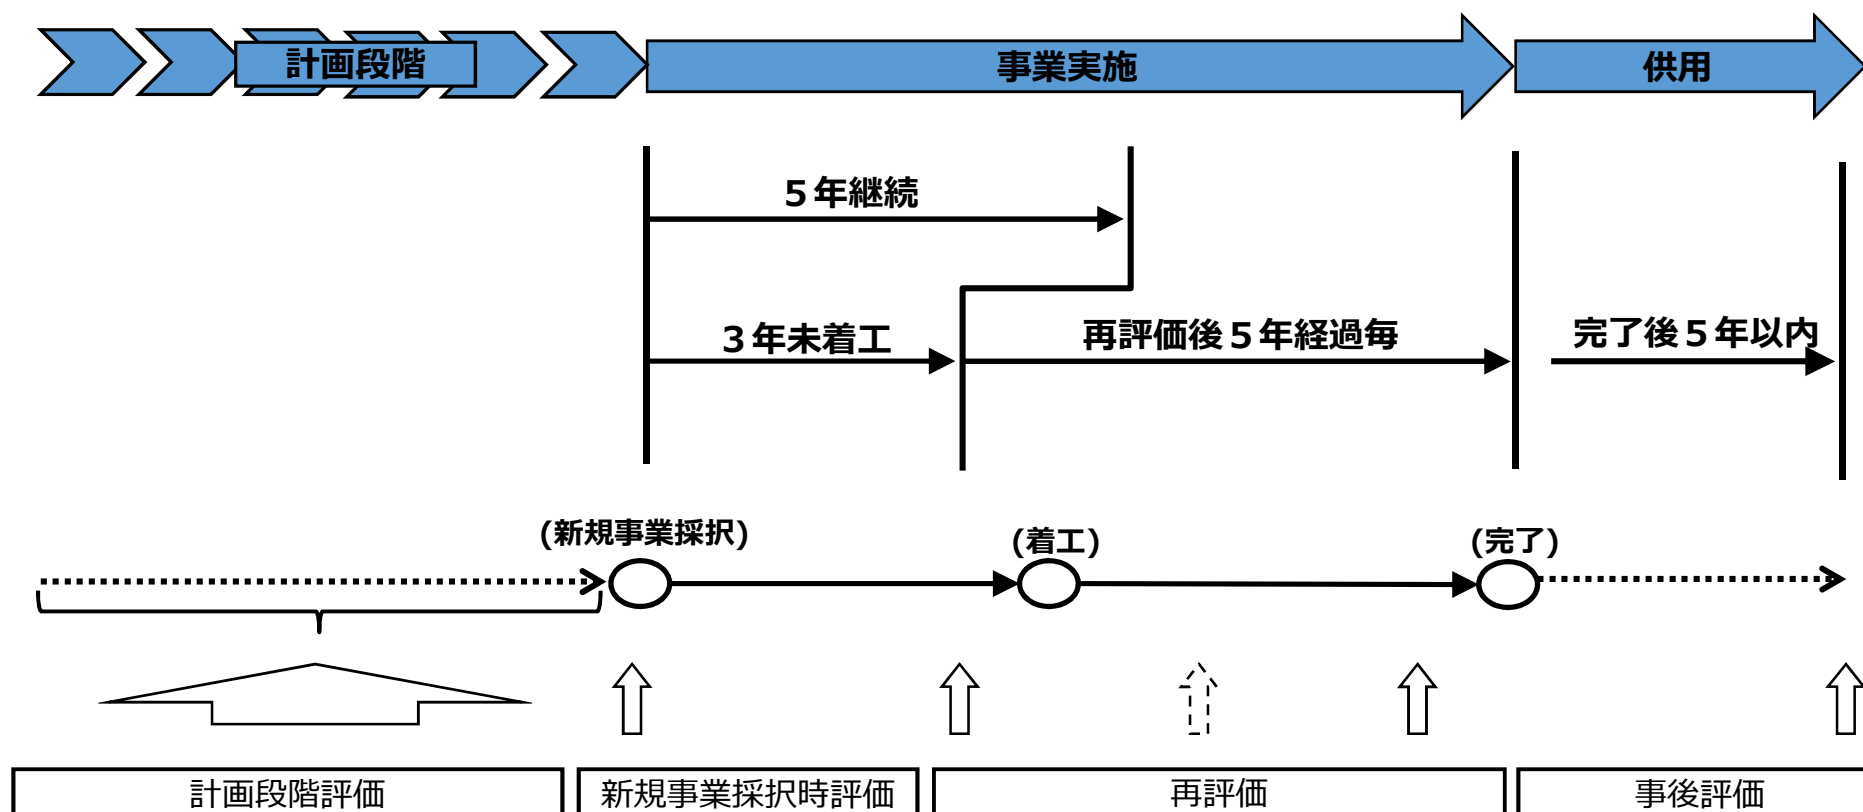 計画段階
事業実施
供用
５年継続
３年未着工
再評価後５年経過毎
完了後５年以内
(新規事業採択)
(着工)
(完了)
計画段階評価
新規事業採択時評価
再評価
事後評価